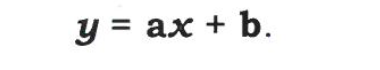 y = ax + b.